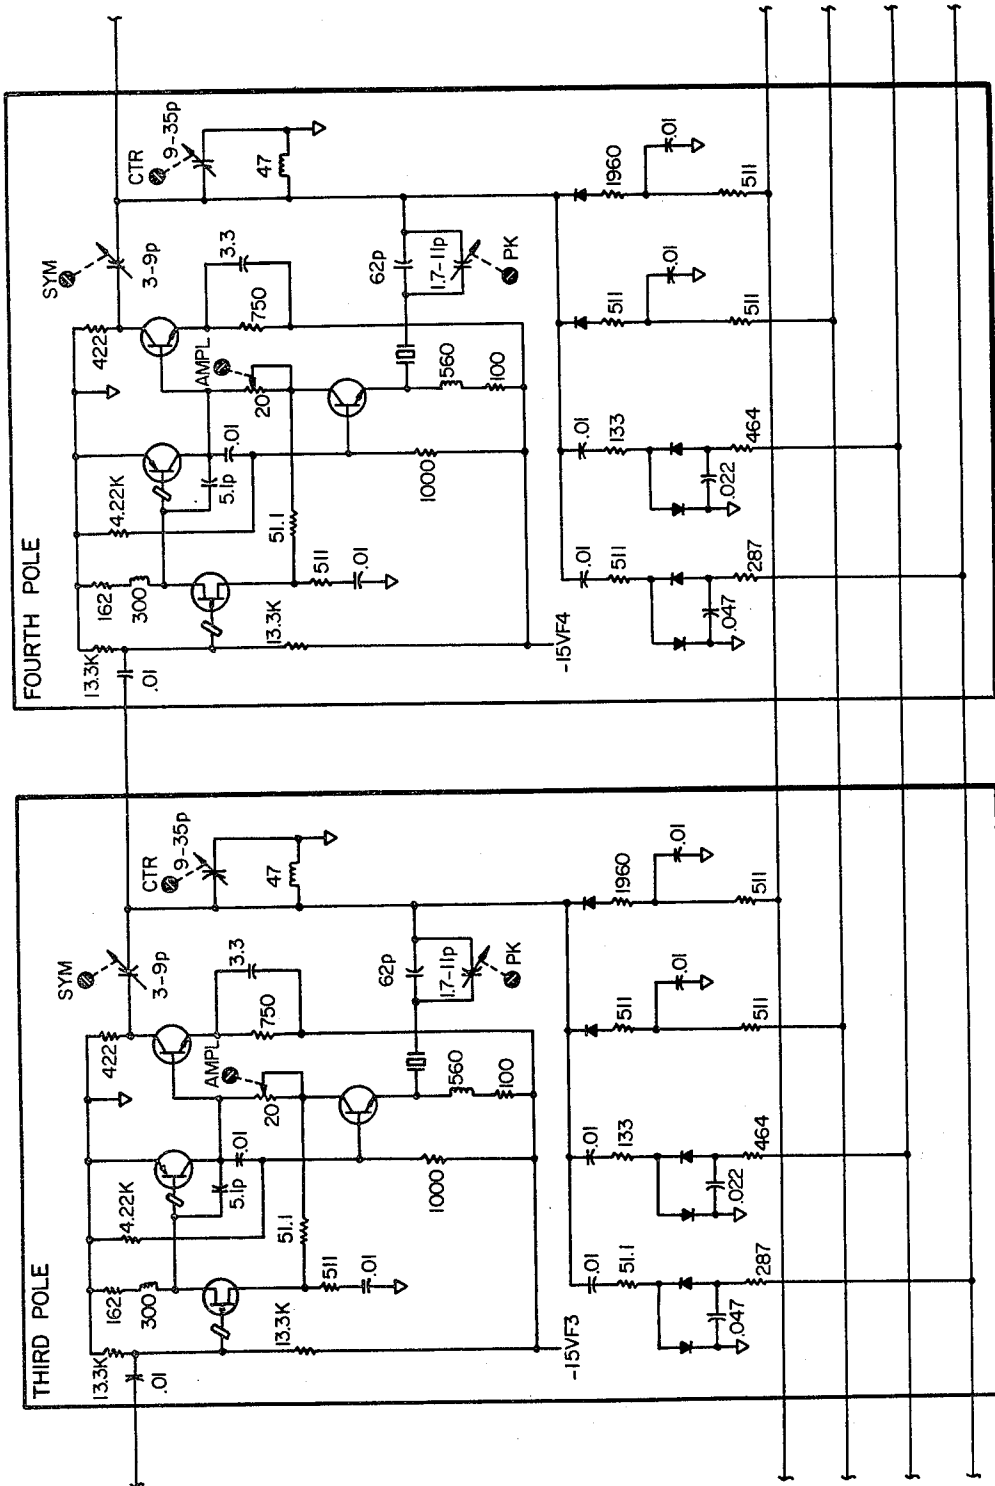 FOURTH POLE
13.3K
.01
162
300
4.22K
5.1p
.01
422
SYM
3-9p
CTR
9-35p
47
AMPL
20
750
3.3
62p
1.7-11p
PK
560
100
1000
51.1
511
.01
13.3K
-15VF4
.01
511
.047
287
.01
133
.022
464
511
.01
511
1960
.01
511
THIRD POLE
13.3K
.01
162
300
4.22K
5.1p
.01
422
SYM
3-9p
CTR
9-35p
47
AMPL
20
750
3.3
62p
1.7-11p
PK
560
100
1000
51.1
511
.01
13.3K
-15VF3
.01
51.1
.047
287
.01
133
.022
464
511
.01
511
1960
.01
511